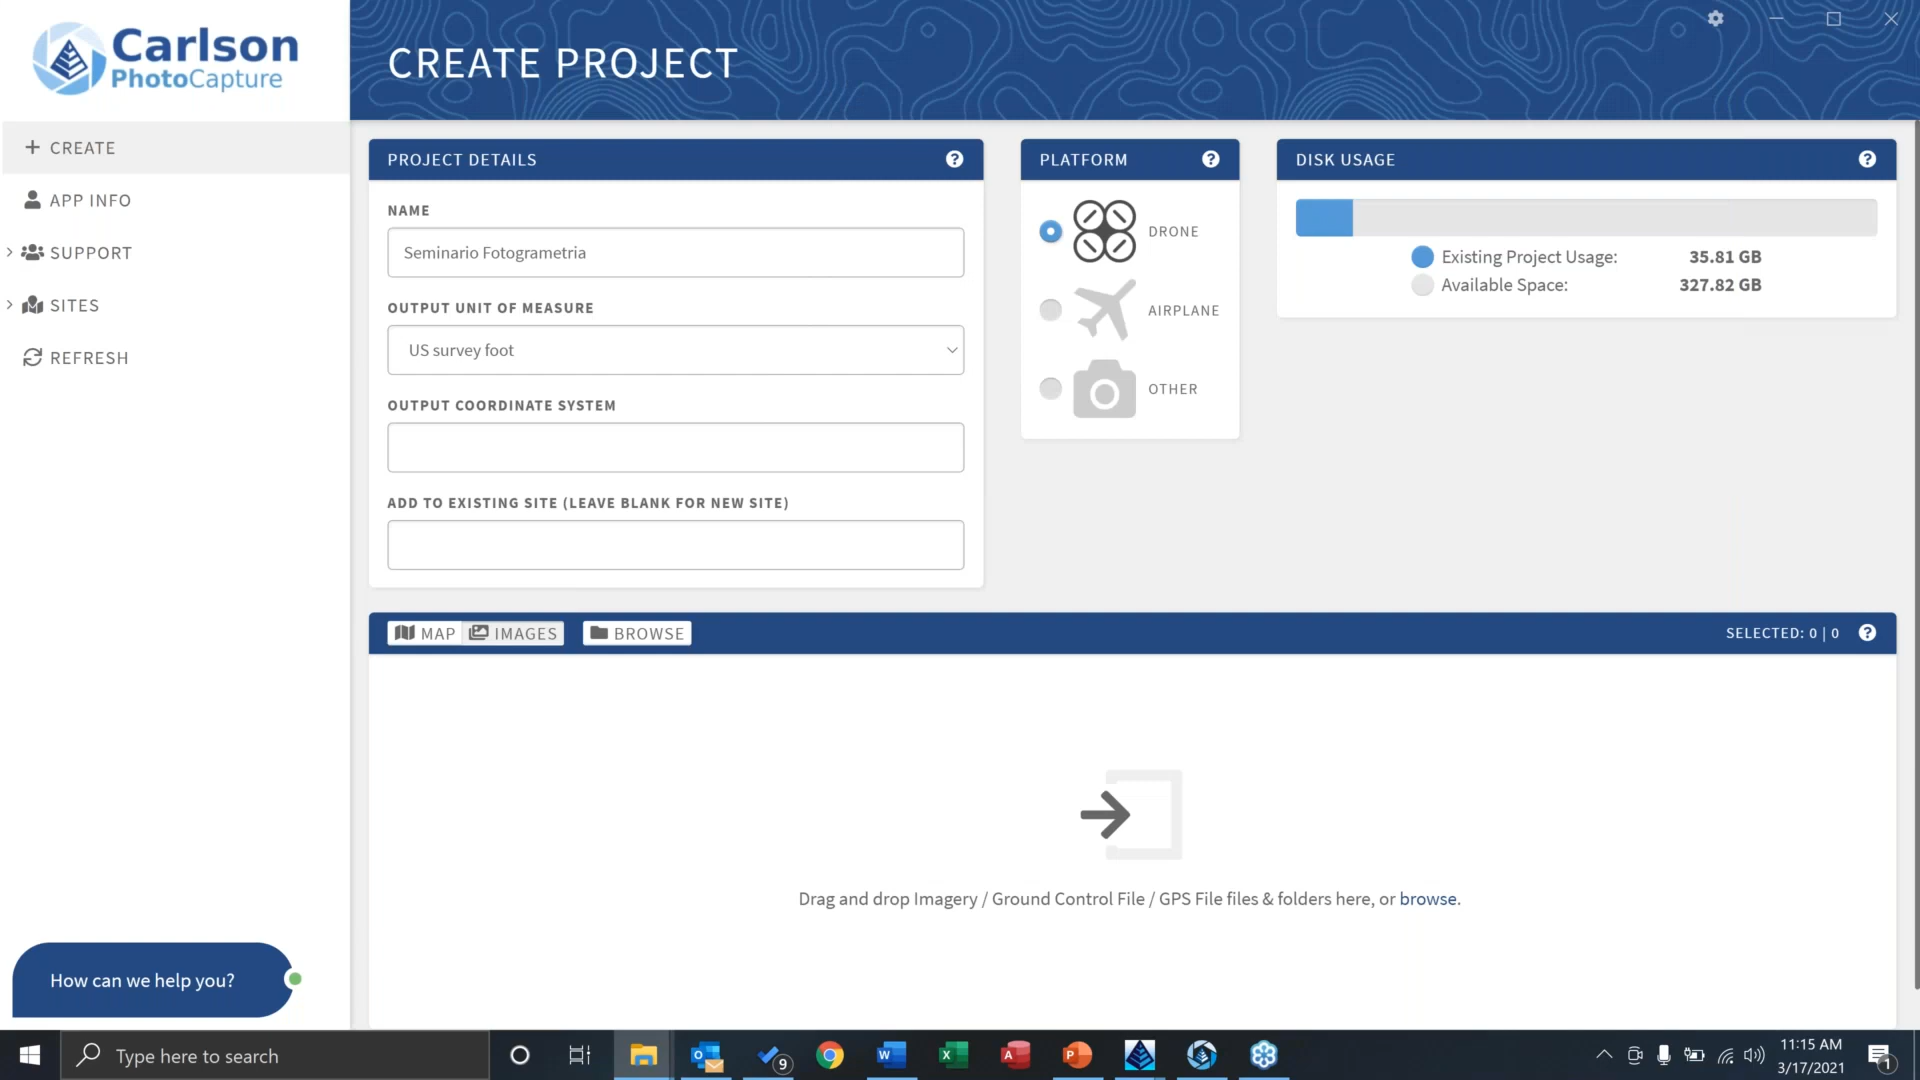 Carlson
PhotoCapture
CREATE PROJECT
CREATE
APP INFO
SUPPORT
SITES
REFRESH
PROJECT DETAILS
NAME
Seminario Fotogrametria
OUTPUT UNIT OF MEASURE
US survey foot
OUTPUT COORDINATE SYSTEM
ADD TO EXISTING SITE (LEAVE BLANK FOR NEW SITE)
PLATFORM
DRONE
AIRPLANE
OTHER
DISK USAGE
Existing Project Usage: 35.81 GB
Available Space: 327.82 GB
MAP IMAGES BROWSE SELECTED: 0 | 0
Drag and drop Imagery / Ground Control File / GPS File files & folders here, or browse.
How can we help you?
Type here to search
9
11:15 AM
3/17/2021
1